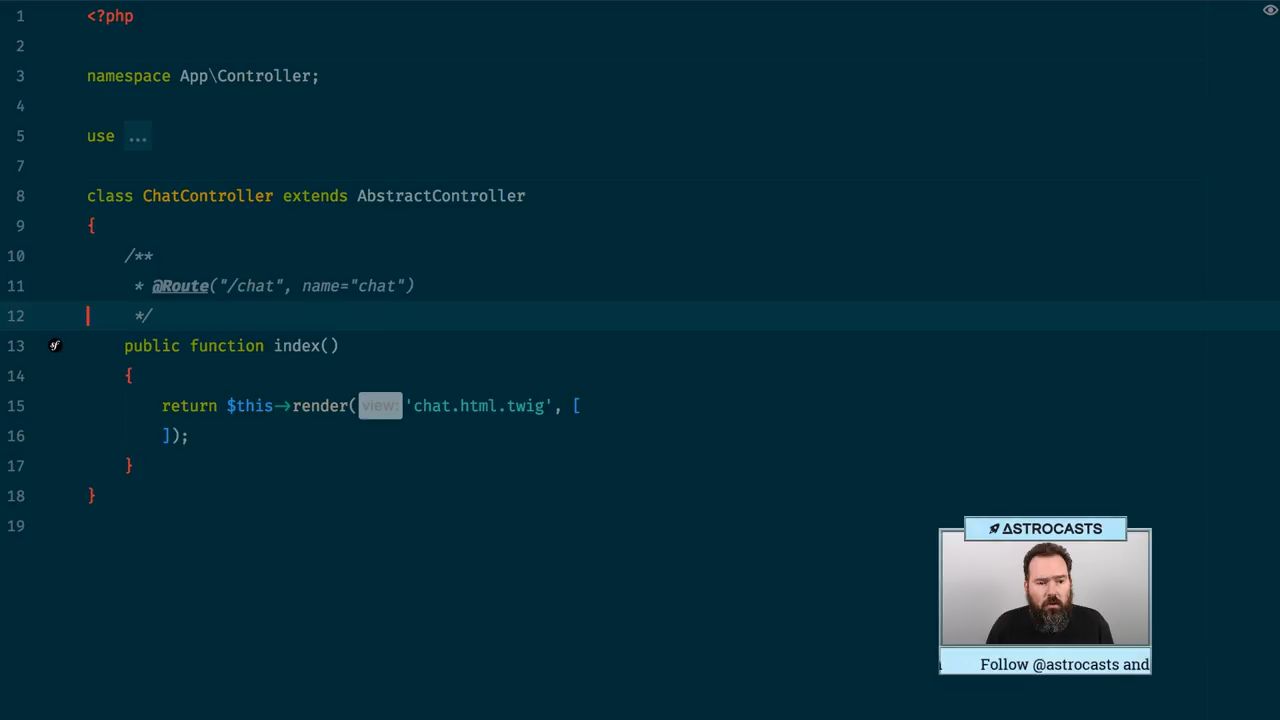 1 <?php
2
3 namespace App\Controller;
4
5 use ...
7
8 class ChatController extends AbstractController
9 {
10 /**
11 * @Route("/chat", name="chat")
12 */
13 sf public function index()
14 {
15 return $this->render( view: 'chat.html.twig', [
16 ]);
17 }
18 }
19
ASTROCASTS
Follow @astrocasts and